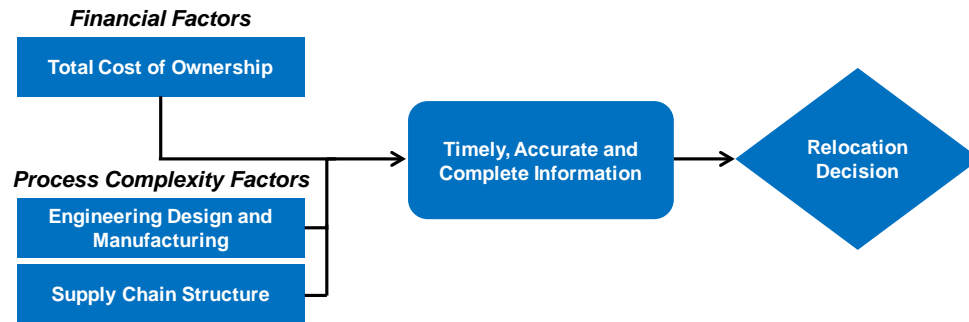 Financial Factors
Total Cost of Ownership
Process Complexity Factors
Engineering Design and
Manufacturing
Supply Chain Structure
Timely, Accurate and
Complete Information
Relocation
Decision